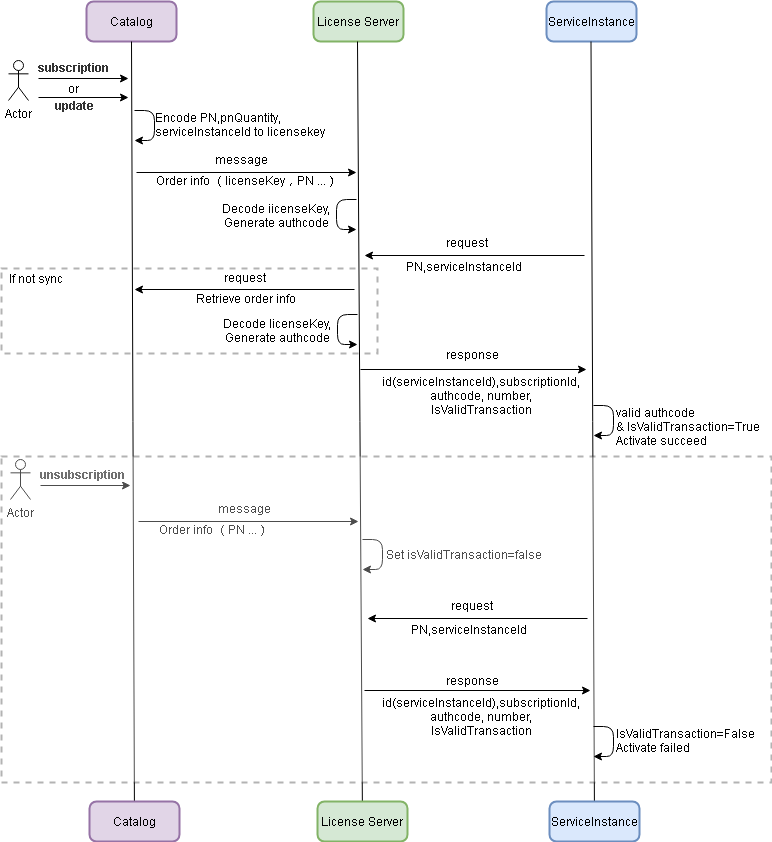 Catalog
License Server
ServiceInstance
subscription
or
update
Actor
Encode PN,pnQuantity,
serviceInstanceId to licensekey
message
Order info （licenseKey，PN ... ）
Decode iicenseKey,
Generate authcode
request
PN,serviceInstanceId
If not sync
request
Retrieve order info
Decode licenseKey,
Generate authcode
response
id(serviceInstanceId),subscriptionId,
authcode, number,
IsValidTransaction
valid authcode
& IsValidTransaction=True
Activate succeed
unsubscription
Actor
message
Order info （PN ... ）
Set isValidTransaction=false
request
PN,serviceInstanceId
response
id(serviceInstanceId),subscriptionId,
authcode, number,
IsValidTransaction
IsValidTransaction=False
Activate failed
Catalog
License Server
ServiceInstance